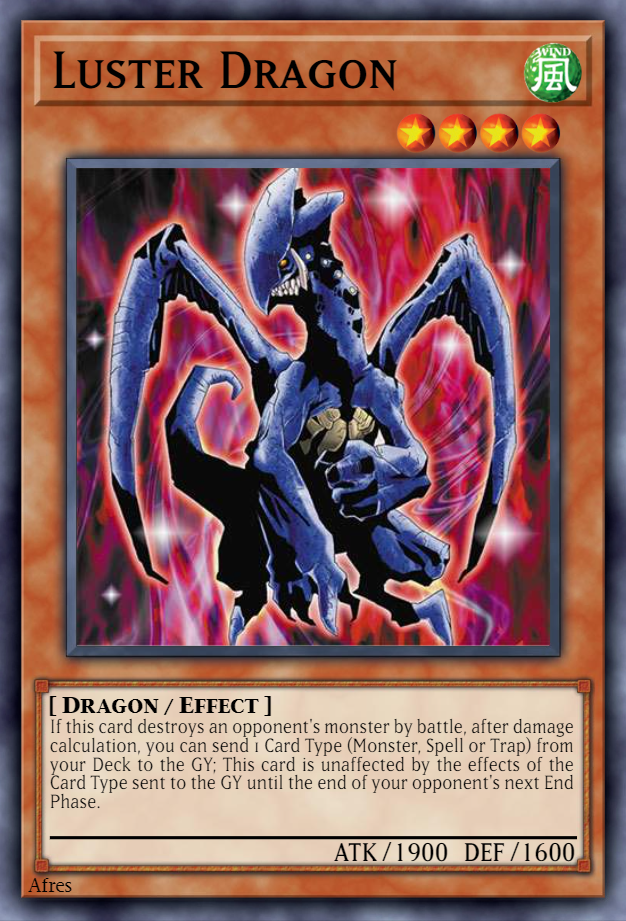 Luster Dragon
WIND
風
[ Dragon / Effect ]
If this card destroys an opponent's monster by battle, after damage
calculation, you can send 1 Card Type (Monster, Spell or Trap) from
your Deck to the GY; This card is unaffected by the effects of the
Card Type sent to the GY until the end of your opponent's next End
Phase.
ATK / 1900 DEF / 1600
Afres